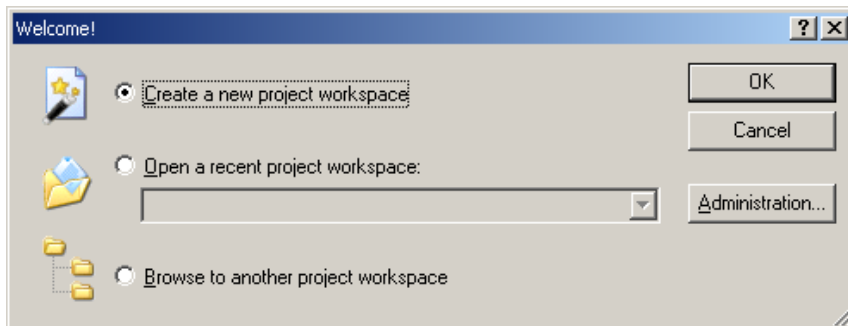 Welcome!
Create a new project workspace
OK
Cancel
Open a recent project workspace:
Administration...
Browse to another project workspace